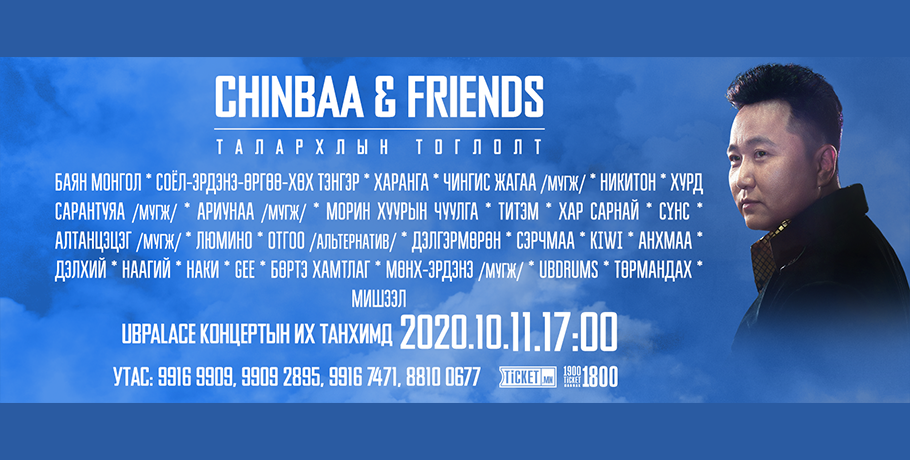 CHINBAA & FRIENDS
ТАЛАРХЛЫН ТОГЛОЛТ
БАЯН МОНГОЛ * СОЁЛ-ЭРДЭНЭ-ӨРГӨӨ-ХӨХ ТЭНГЭР * ХАРАНГА * ЧИНГИС ЖАГАА /МУГЖ/ * НИКИТОН * ХУРД
САРАНТУЯА /МУГЖ/ * АРИУНАА /МУГЖ/ * МОРИН ХУУРЫН ЧУУЛГА * ТИТЭМ * ХАР САРНАЙ * СҮНС *
АЛТАНЦЭЦЭГ /МУГЖ/ * ЛЮМИНО * ОТГОО /АЛЬТЕРНАТИВ/ * ДЭЛГЭРМӨРӨН * СЭРЧМАА * KIWI * АНХМАА *
ДЭЛХИЙ * НААГИЙ * НАКИ * GEE * БӨРТЭ ХАМТЛАГ * МӨНХ-ЭРДЭНЭ /МУГЖ/ * UBDRUMS * ТӨРМАНДАХ *
МИШЭЭЛ
UBPALACE КОНЦЕРТЫН ИХ ТАНХИМД 2020.10.11.17:00
УТАС: 9916 9909, 9909 2895, 9916 7471, 8810 0677 TICKET.MN 1900 TICKET 1800